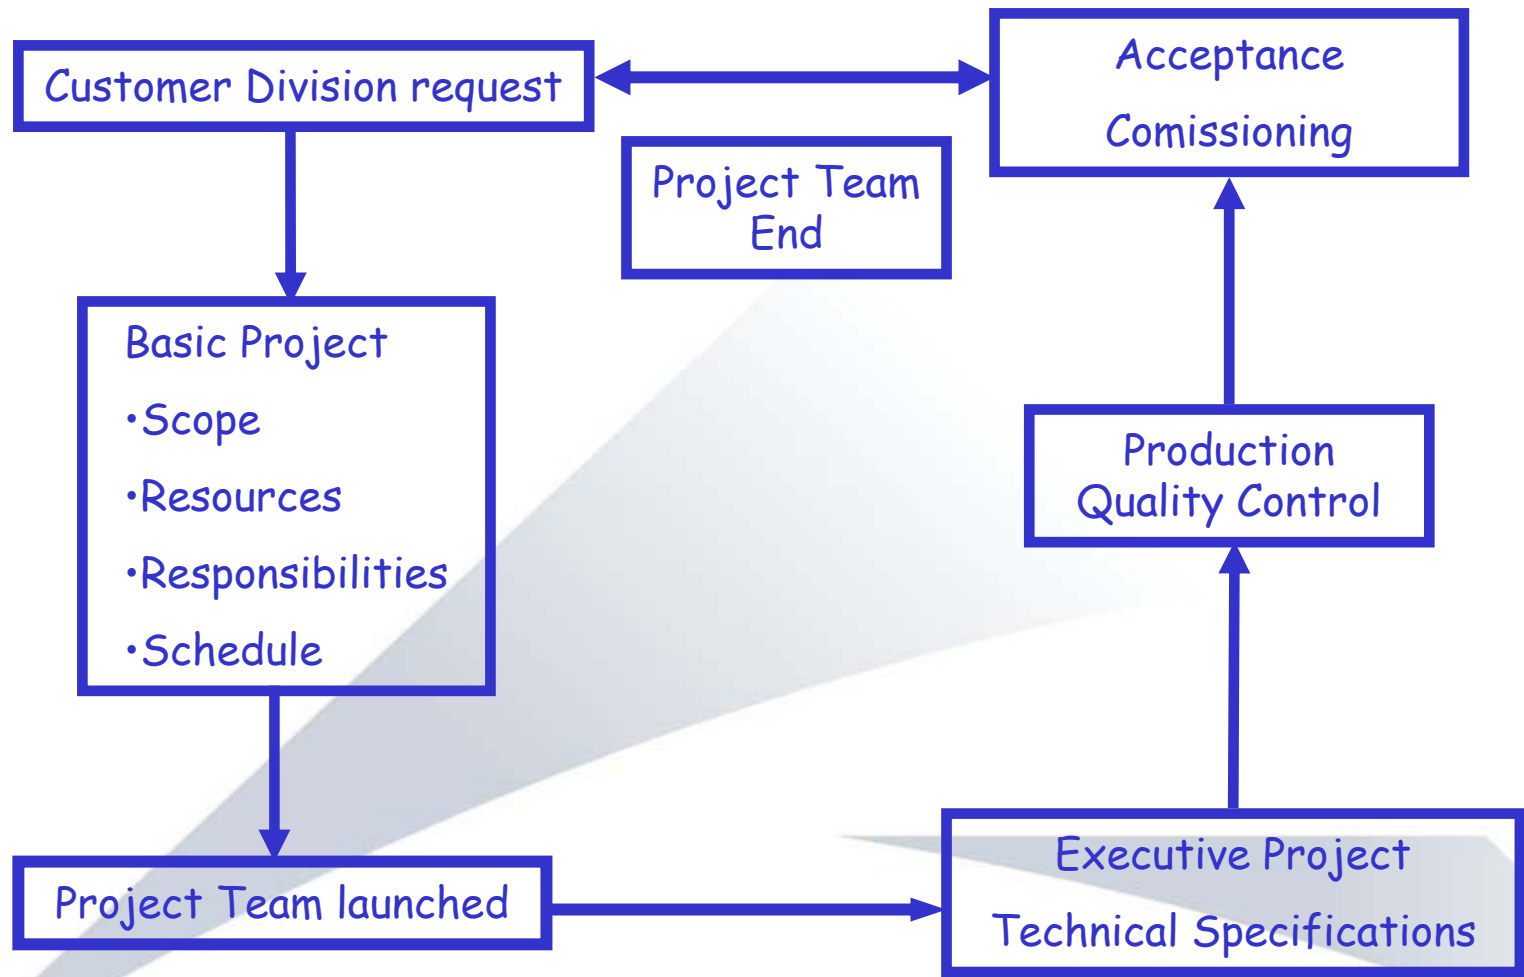 Customer Division request
Acceptance
Comissioning
Project Team
End
Basic Project
•Scope
•Resources
•Responsibilities
•Schedule
Production
Quality Control
Project Team launched
Executive Project
Technical Specifications